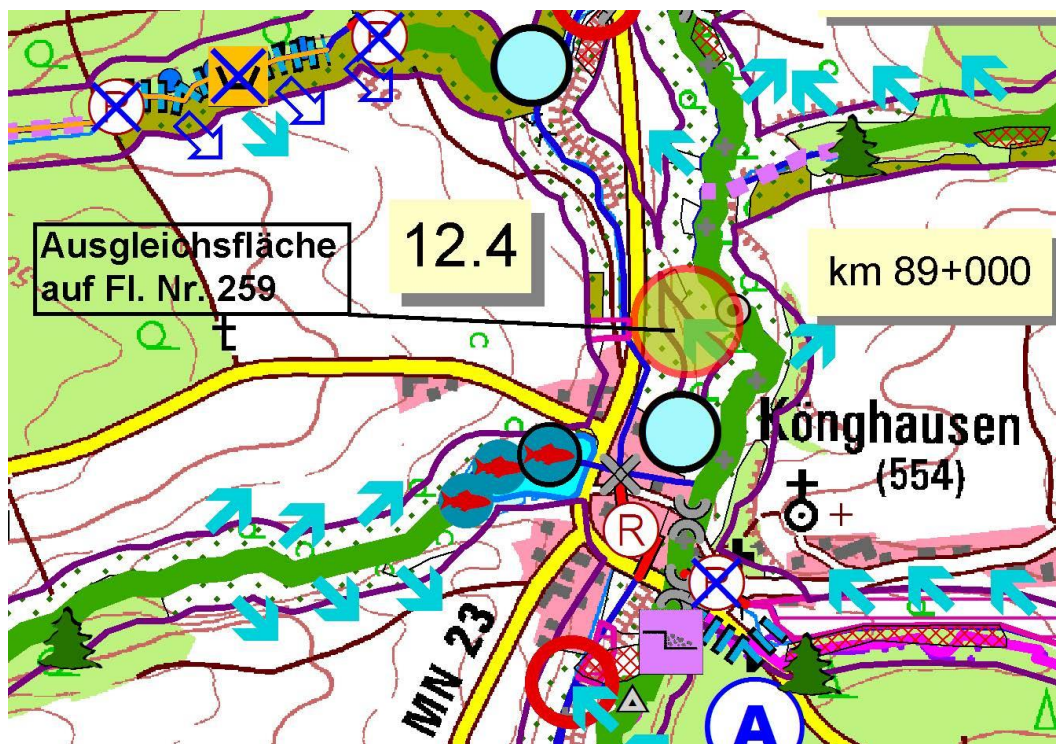 R
R
Ausgleichsfläche
auf Fl. Nr. 259
12.4
km 89+000
Könghausen
(554)
R
R
MN 23
A